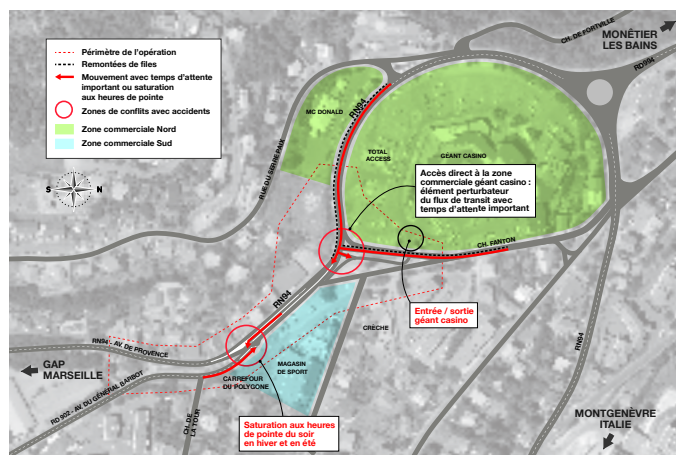 CH. DE FORTVILLE
MONÊTIER
LES BAINS
RD994
Périmètre de l'opération
Remontées de files
Mouvement avec temps d'attente
important ou saturation
aux heures de pointe
Zones de conflits avec accidents
Zone commerciale Nord
Zone commerciale Sud
S N
RUE DU SERRE PAIX
MC DONALD
RN94
TOTAL
ACCESS
GÉANT CASINO
Accès direct à la zone
commerciale géant casino :
élément perturbateur
du flux de transit avec
temps d'attente important
CH. FANTON
RN94
Entrée / sortie
géant casino
CRÈCHE
RN94
RN94 - AV. DE PROVENCE
GAP
MARSEILLE
MAGASIN
DE SPORT
CARREFOUR
DU POLYGONE
RD 902 - AV. DU GÉNÉRAL BARBOT
CH. DE
LA TOUR
Saturation aux heures
de pointe du soir
en hiver et en été
MONTGENÈVRE
ITALIE